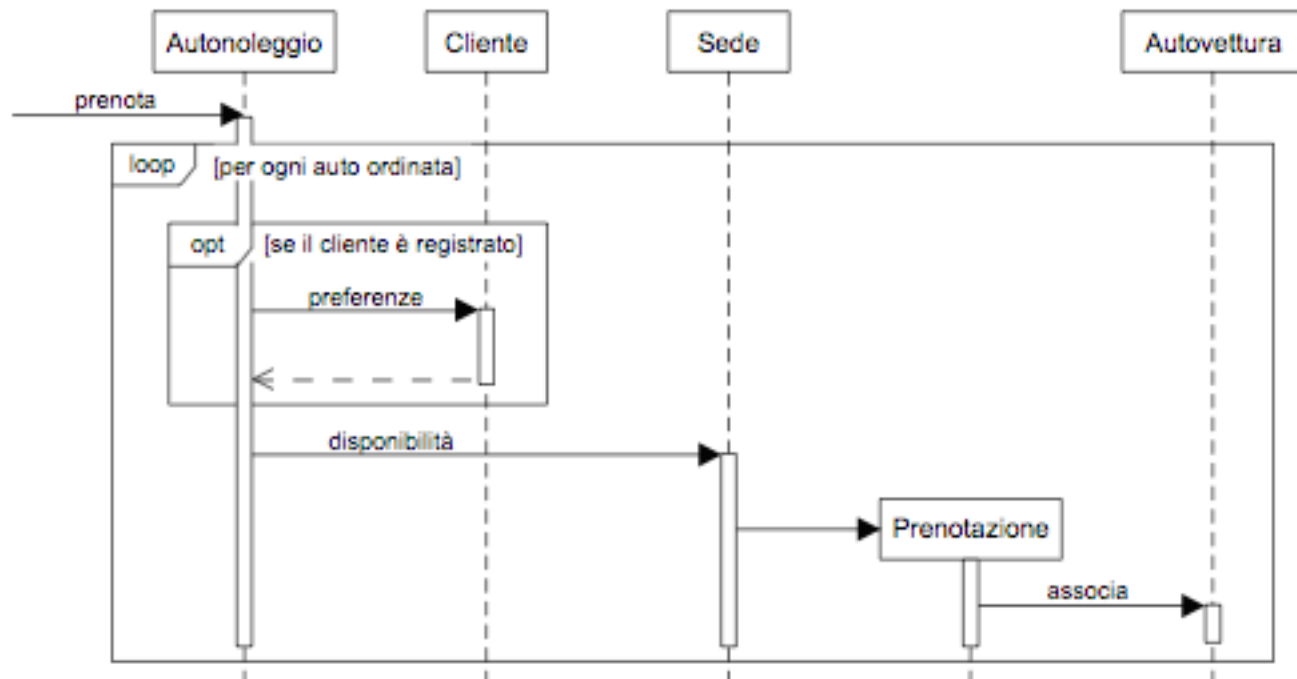 Autonoleggio
Cliente
Sede
Autovettura
prenota
loop
[per ogni auto ordinata]
opt
[se il cliente è registrato]
preferenze
disponibilità
Prenotazione
associa